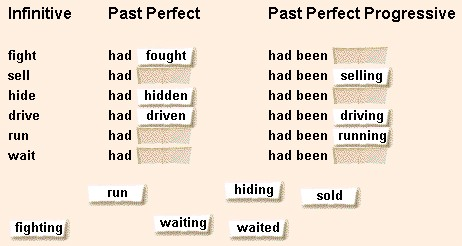 Infinitive Past Perfect Past Perfect Progressive
fight had fought had been
sell had had been selling
hide had hidden had been
drive had driven had been driving
run had had been running
wait had had been
run hiding sold
fighting waiting waited